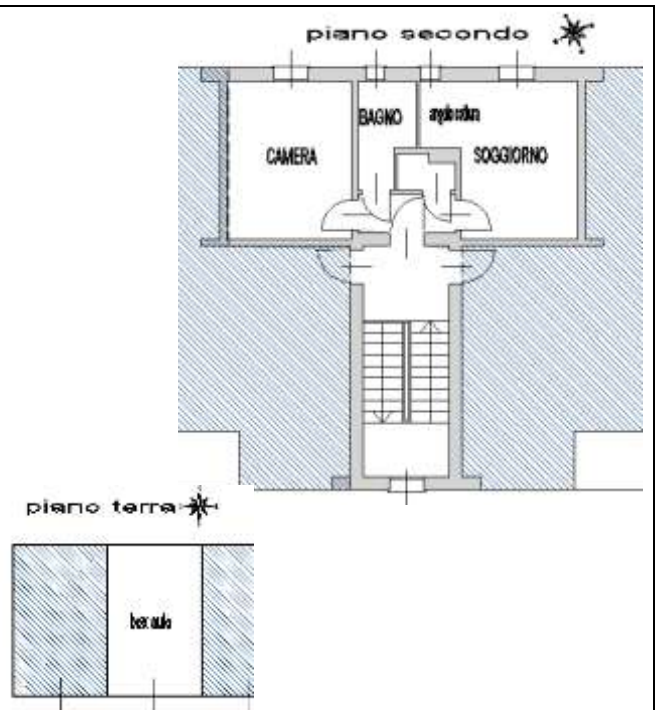 piano secondo
BAGNO
angolo cottura
CAMERA
SOGGIORNO
piano terra
box auto